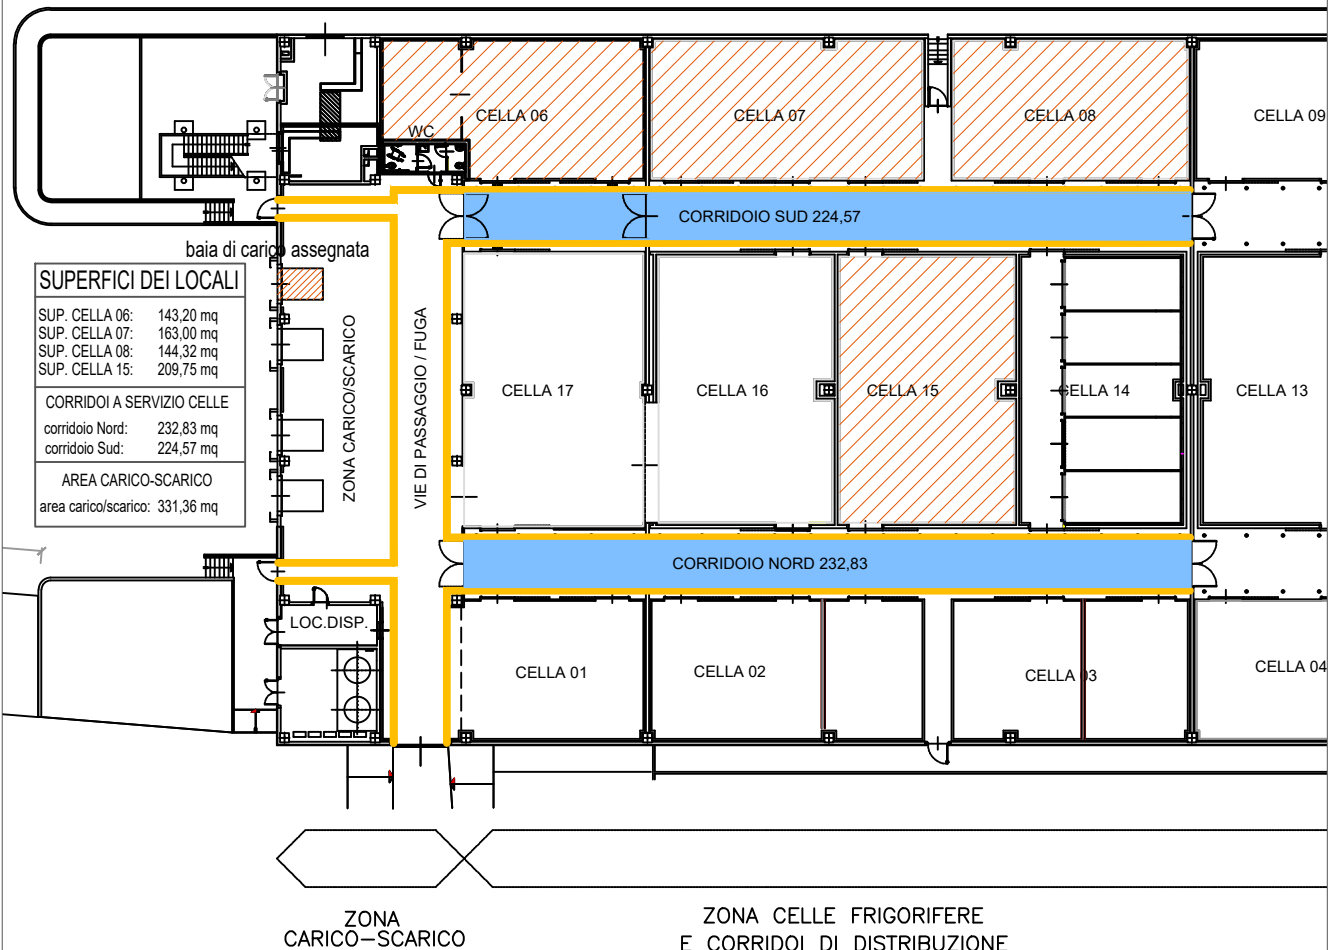 CELLA 06
CELLA 07
CELLA 08
CELLA 09
WC
CORRIDOIO SUD 224,57
baia di carico assegnata
SUPERFICI DEI LOCALI
SUP. CELLA 06: 143,20 mq
SUP. CELLA 07: 163,00 mq
SUP. CELLA 08: 144,32 mq
SUP. CELLA 15: 209,75 mq
CORRIDOI A SERVIZIO CELLE
corridoio Nord: 232,83 mq
corridoio Sud: 224,57 mq
AREA CARICO-SCARICO
area carico/scarico: 331,36 mq
ZONA CARICO/SCARICO
VIE DI PASSAGGIO / FUGA
CELLA 17
CELLA 16
CELLA 15
CELLA 14
CELLA 13
CORRIDOIO NORD 232,83
LOC.DISP.
CELLA 01
CELLA 02
CELLA 03
CELLA 04
ZONA
CARICO-SCARICO
ZONA CELLE FRIGORIFERE
E CORRIDOI DI DISTRIBUZIONE